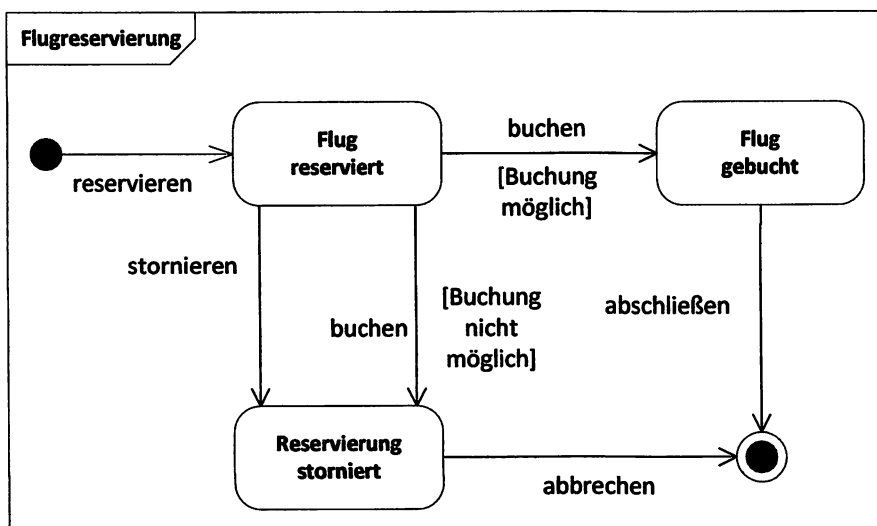 Flugreservierung
Flug
reserviert
buchen
Flug
gebucht
reservieren
[Buchung
möglich]
stornieren
buchen
[Buchung
nicht
möglich]
abschließen
Reservierung
storniert
abbrechen